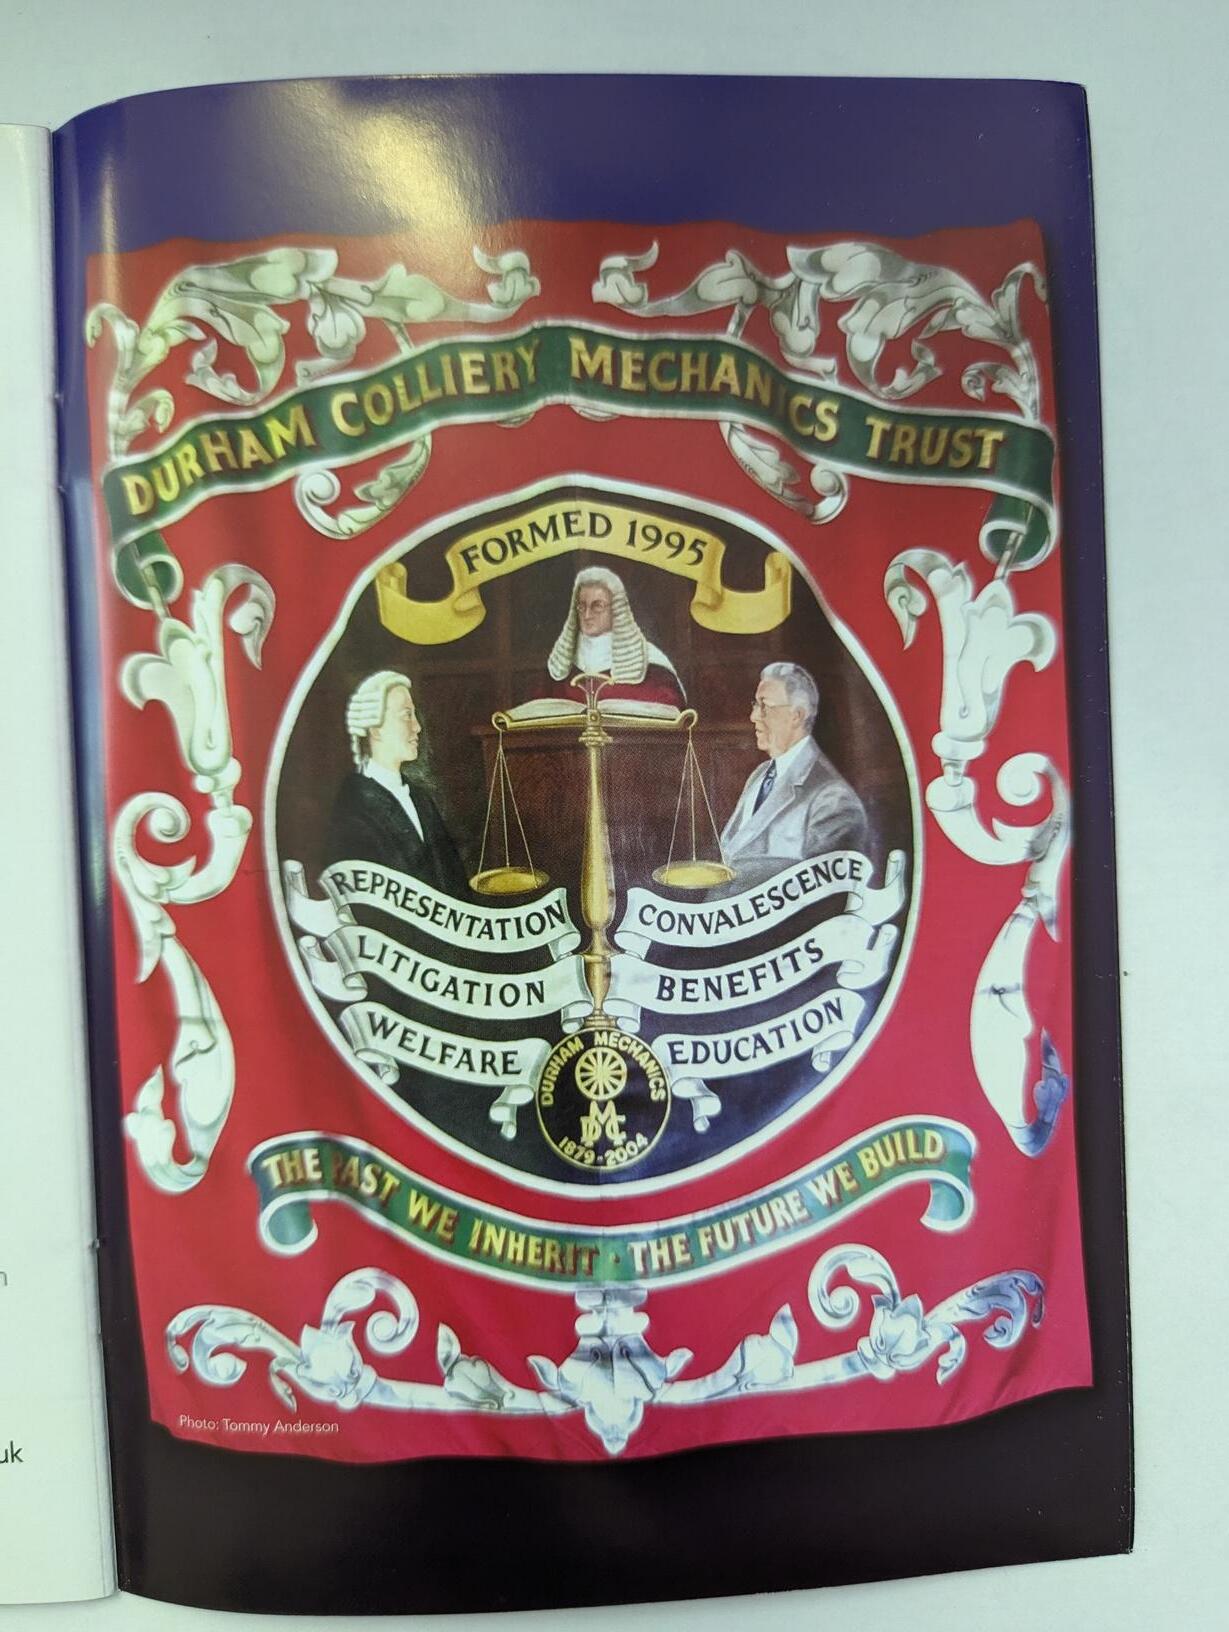 DURHAM COLLIERY MECHANICS TRUST
FORMED 1995
REPRESENTATION
LITIGATION
WELFARE
CONVALESCENCE
BENEFITS
EDUCATION
DURHAM MECHANICS
DMC
1879 - 2004
THE PAST WE INHERIT · THE FUTURE WE BUILD
Photo: Tommy Anderson
uk